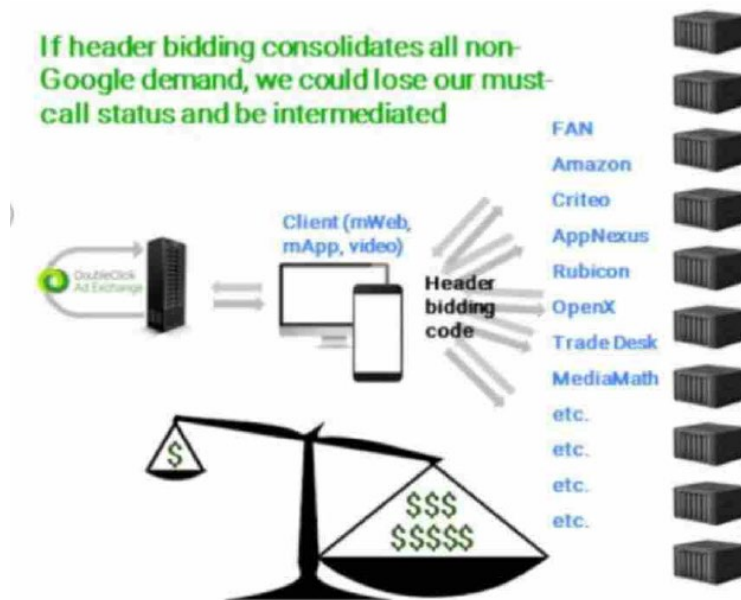 If header bidding consolidates all non-
Google demand, we could lose our must-
call status and be intermediated
FAN
Amazon
Criteo
AppNexus
Rubicon
OpenX
Trade Desk
MediaMath
etc.
etc.
etc.
etc.
Client (mWeb,
mApp, video)
DoubleClick
Ad Exchange
Header
bidding
code
$
$$$
$$$$$